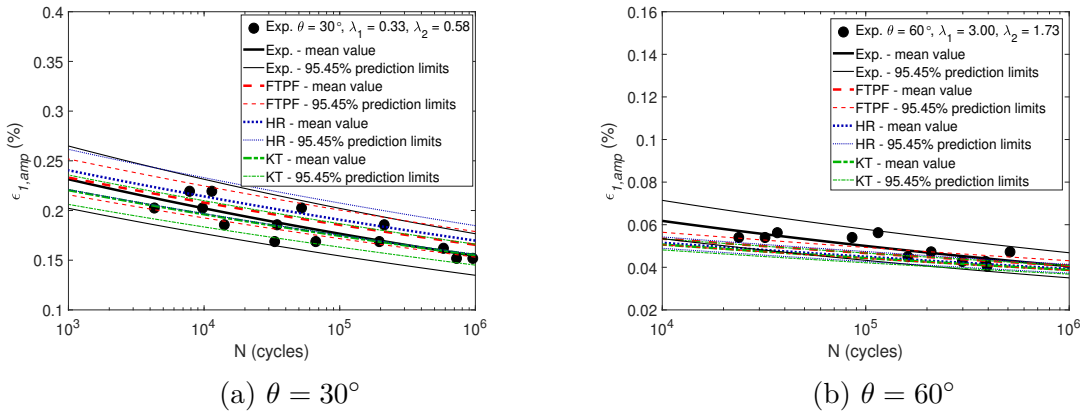 0.4
0.35
0.3
0.25
0.2
0.15
0.1
ϵ1,amp (%)
10^3
10^4
10^5
10^6
N (cycles)
Exp. θ = 30°, λ1 = 0.33, λ2 = 0.58
Exp. - mean value
Exp. - 95.45% prediction limits
FTPF - mean value
FTPF - 95.45% prediction limits
HR - mean value
HR - 95.45% prediction limits
KT - mean value
KT - 95.45% prediction limits
(a) θ = 30°
0.16
0.14
0.12
0.1
0.08
0.06
0.04
0.02
ϵ1,amp (%)
10^4
10^5
10^6
N (cycles)
Exp. θ = 60°, λ1 = 3.00, λ2 = 1.73
Exp. - mean value
Exp. - 95.45% prediction limits
FTPF - mean value
FTPF - 95.45% prediction limits
HR - mean value
HR - 95.45% prediction limits
KT - mean value
KT - 95.45% prediction limits
(b) θ = 60°